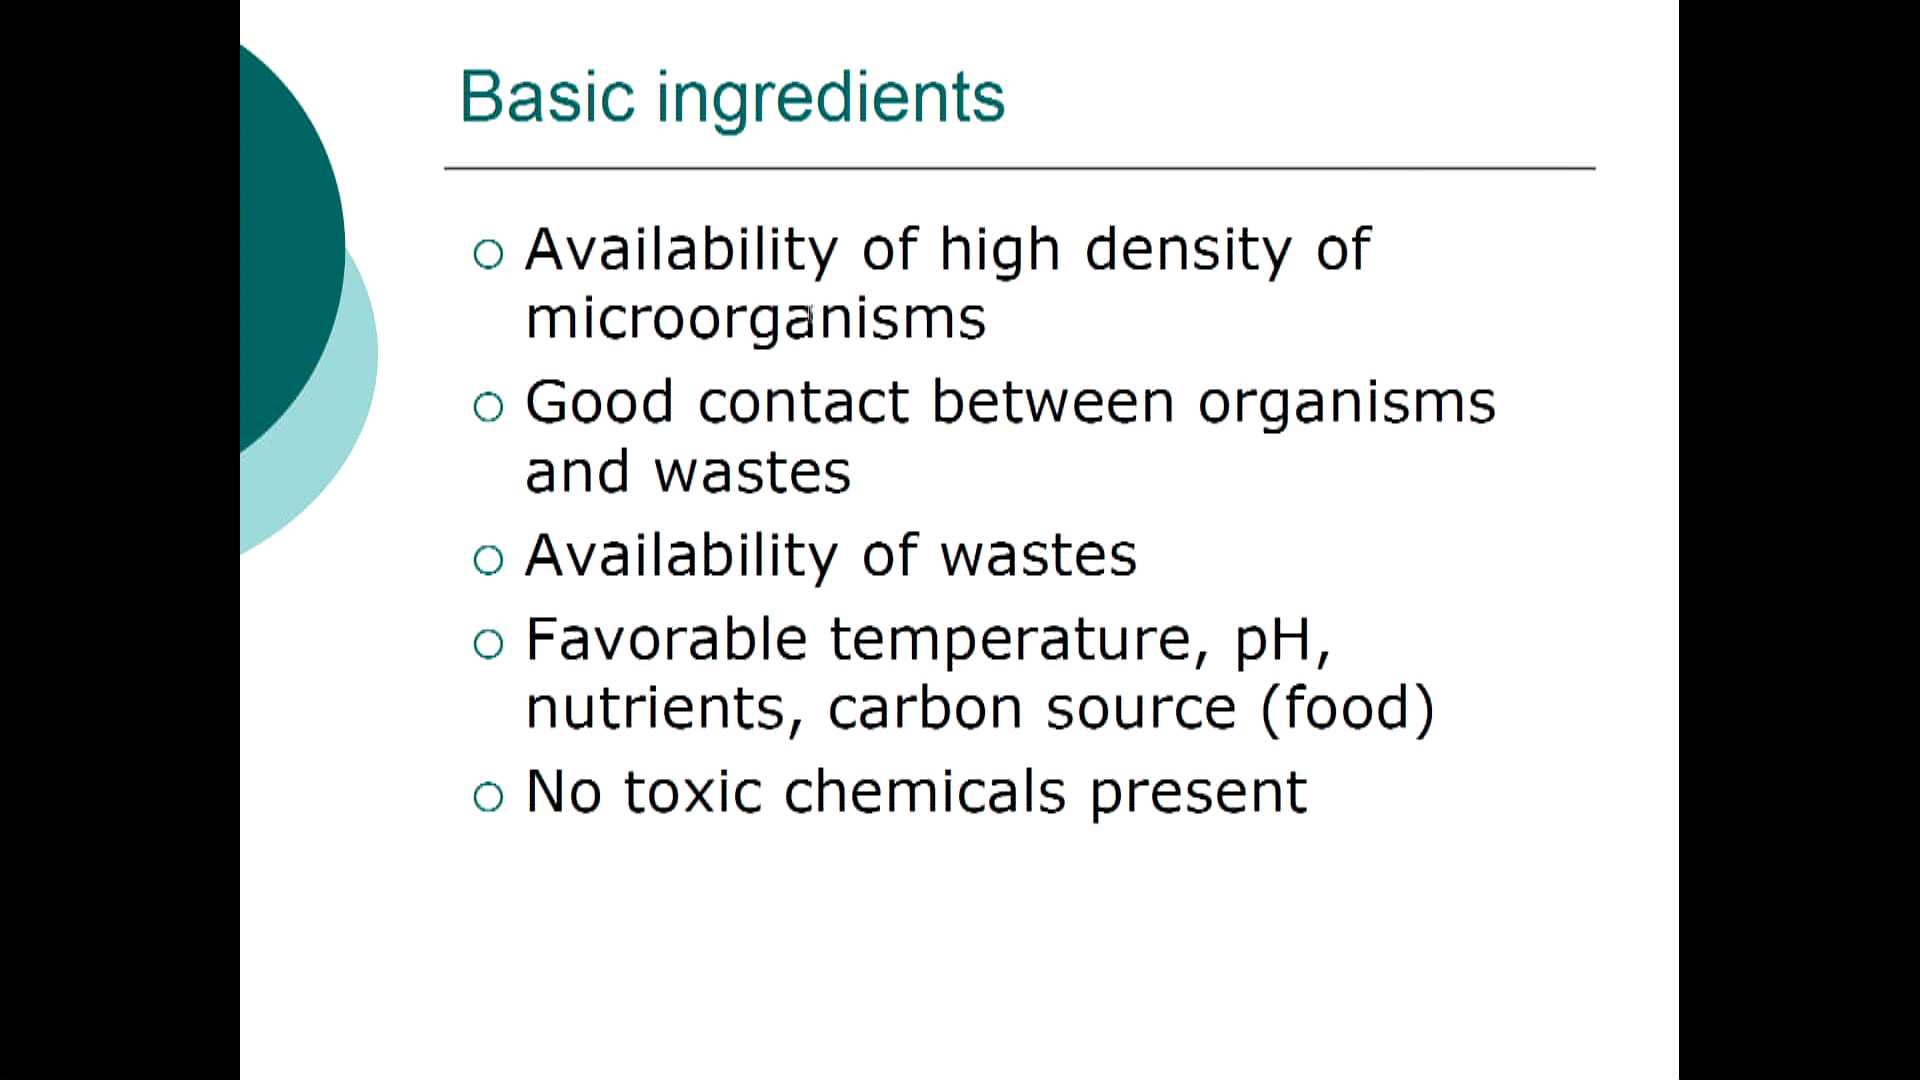 Basic ingredients
Availability of high density of
microorganisms
Good contact between organisms
and wastes
Availability of wastes
Favorable temperature, pH,
nutrients, carbon source (food)
No toxic chemicals present